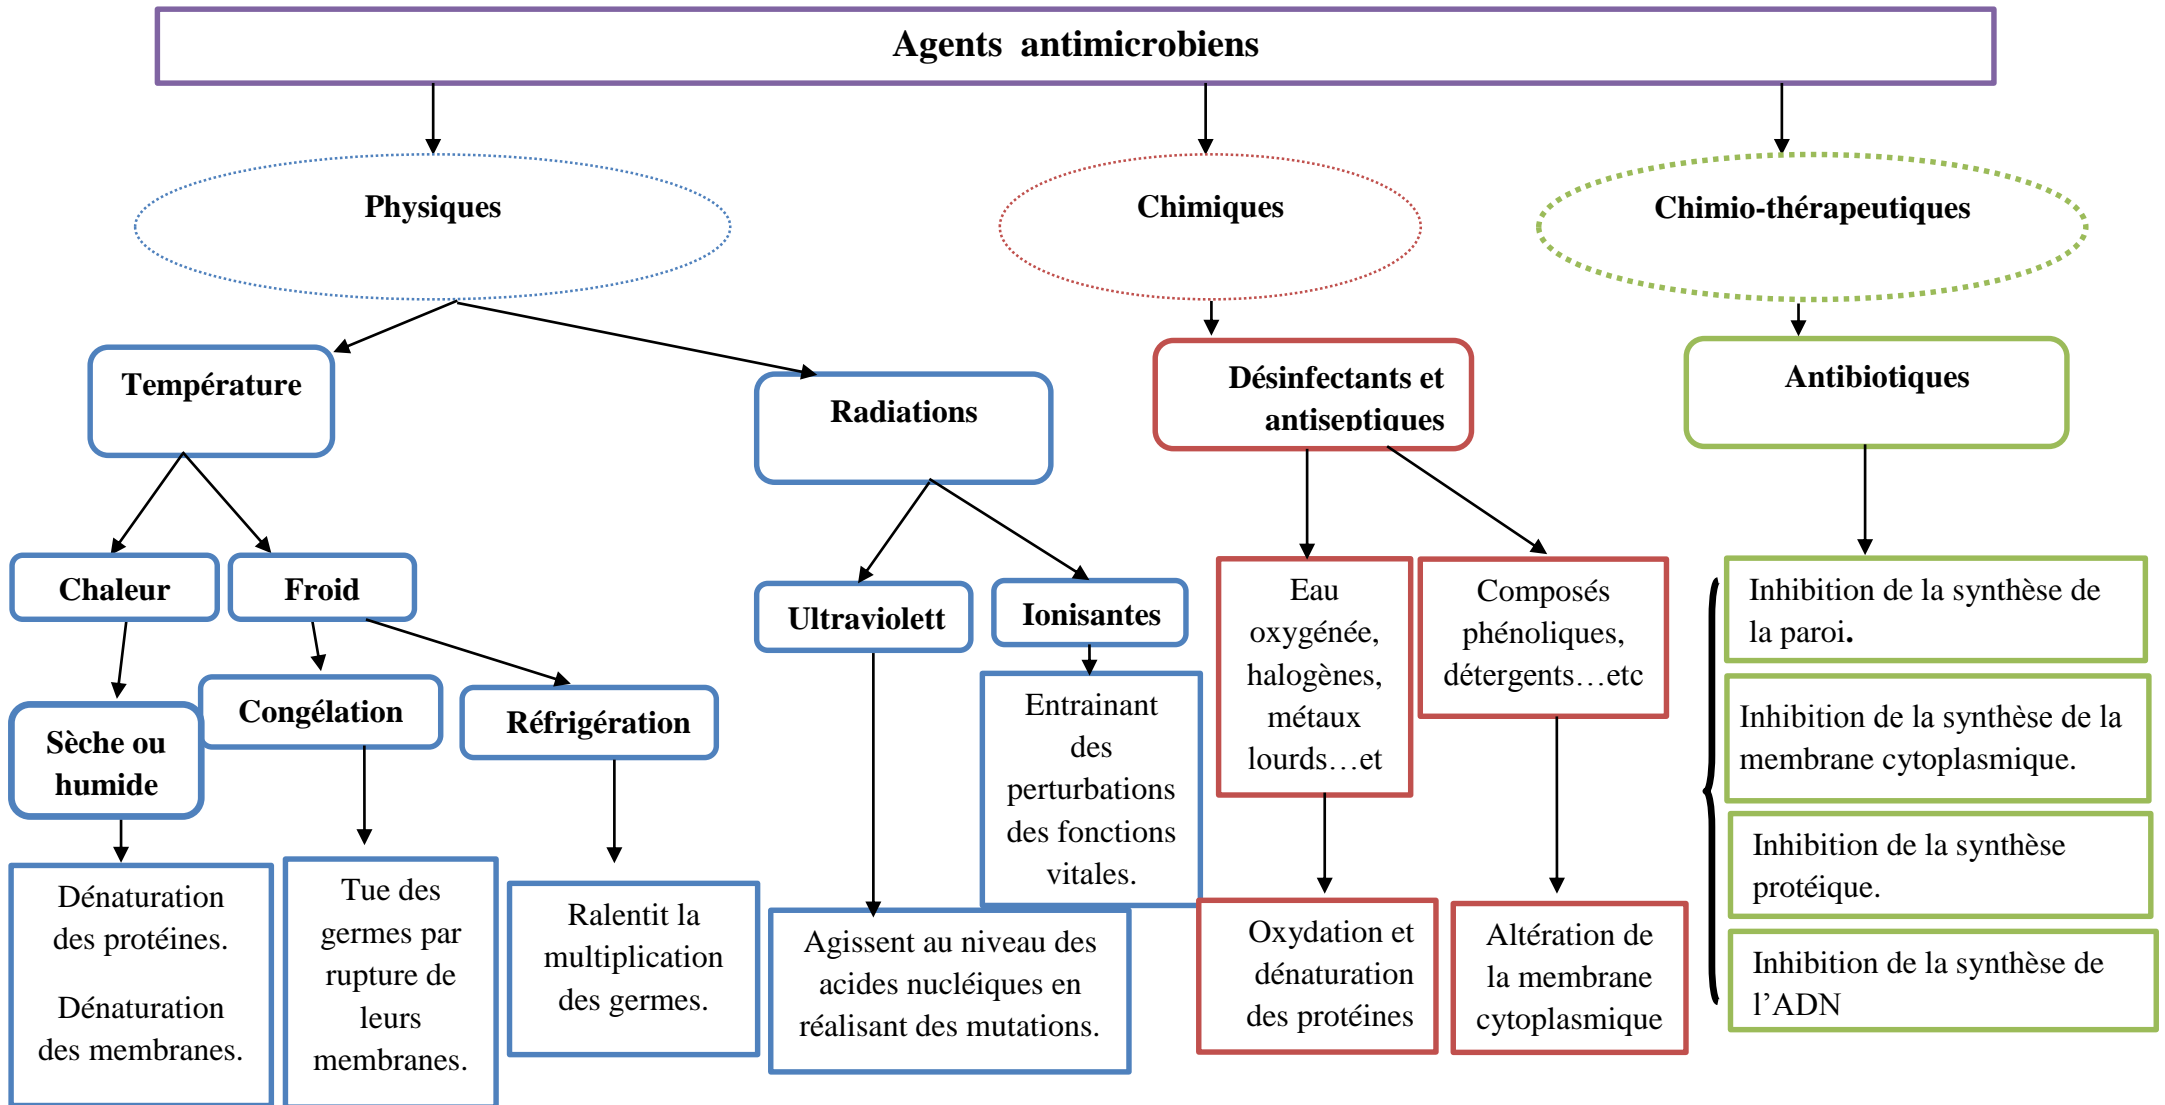 Agents antimicrobiens
Physiques
Chimiques
Chimio-thérapeutiques
Température
Radiations
Désinfectants et
antiseptiques
Antibiotiques
Chaleur
Froid
Ultraviolett
Ionisantes
Eau
oxygénée,
halogènes,
métaux
lourds…et
Composés
phénoliques,
détergents…etc
Inhibition de la synthèse de
la paroi.
Sèche ou
humide
Congélation
Réfrigération
Entrainant
des
perturbations
des fonctions
vitales.
Inhibition de la synthèse de la
membrane cytoplasmique.
Inhibition de la synthèse
protéique.
Inhibition de la synthèse de
l’ADN
Dénaturation
des protéines.
Dénaturation
des membranes.
Tue des
germes par
rupture de
leurs
membranes.
Ralentit la
multiplication
des germes.
Agissent au niveau des
acides nucléiques en
réalisant des mutations.
Oxydation et
dénaturation
des protéines
Altération de
la membrane
cytoplasmique